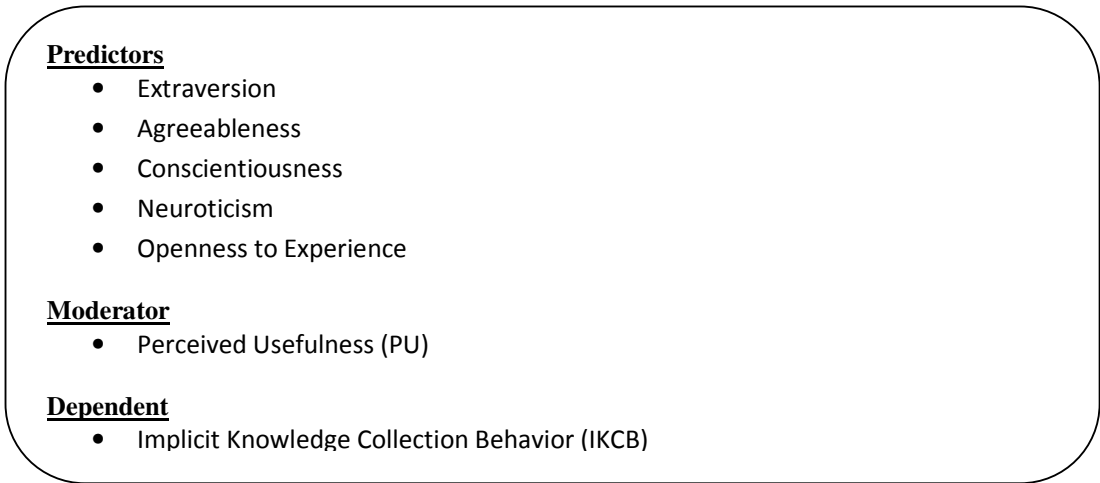 Predictors
• Extraversion
• Agreeableness
• Conscientiousness
• Neuroticism
• Openness to Experience
Moderator
• Perceived Usefulness (PU)
Dependent
• Implicit Knowledge Collection Behavior (IKCB)